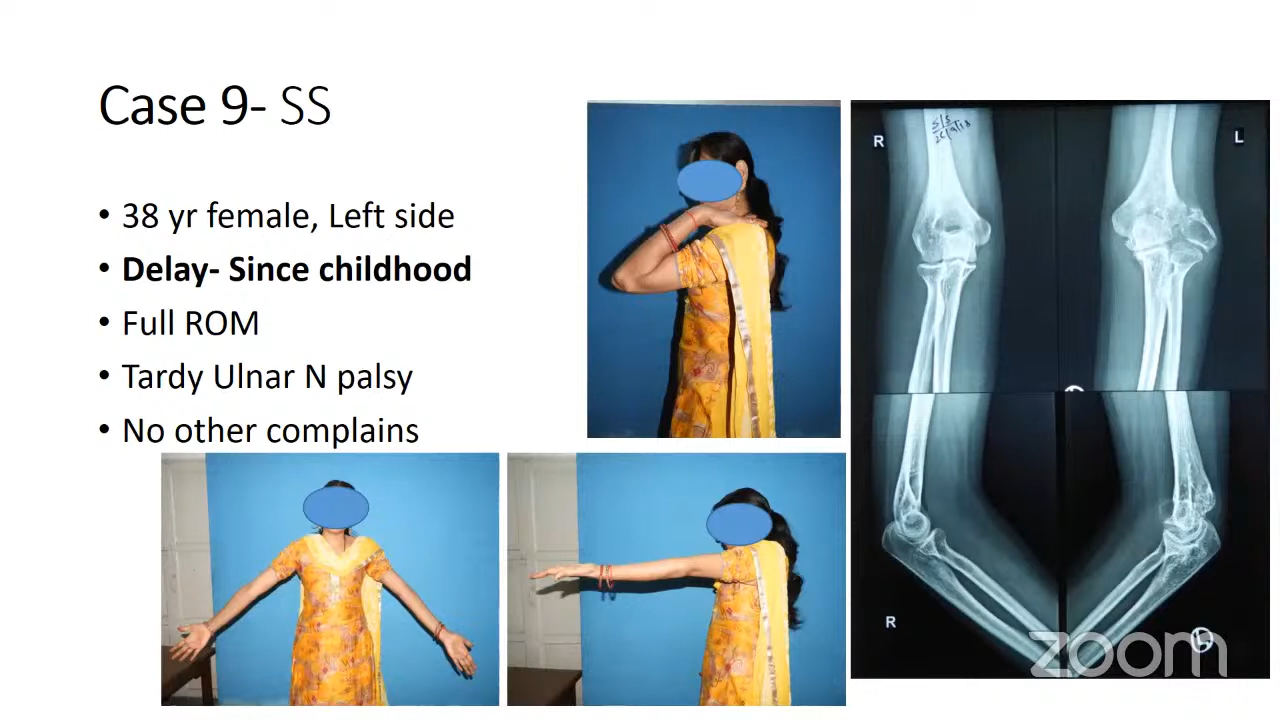 Case 9- SS
• 38 yr female, Left side
• Delay- Since childhood
• Full ROM
• Tardy Ulnar N palsy
• No other complains
R
S/S
L
R
zoom